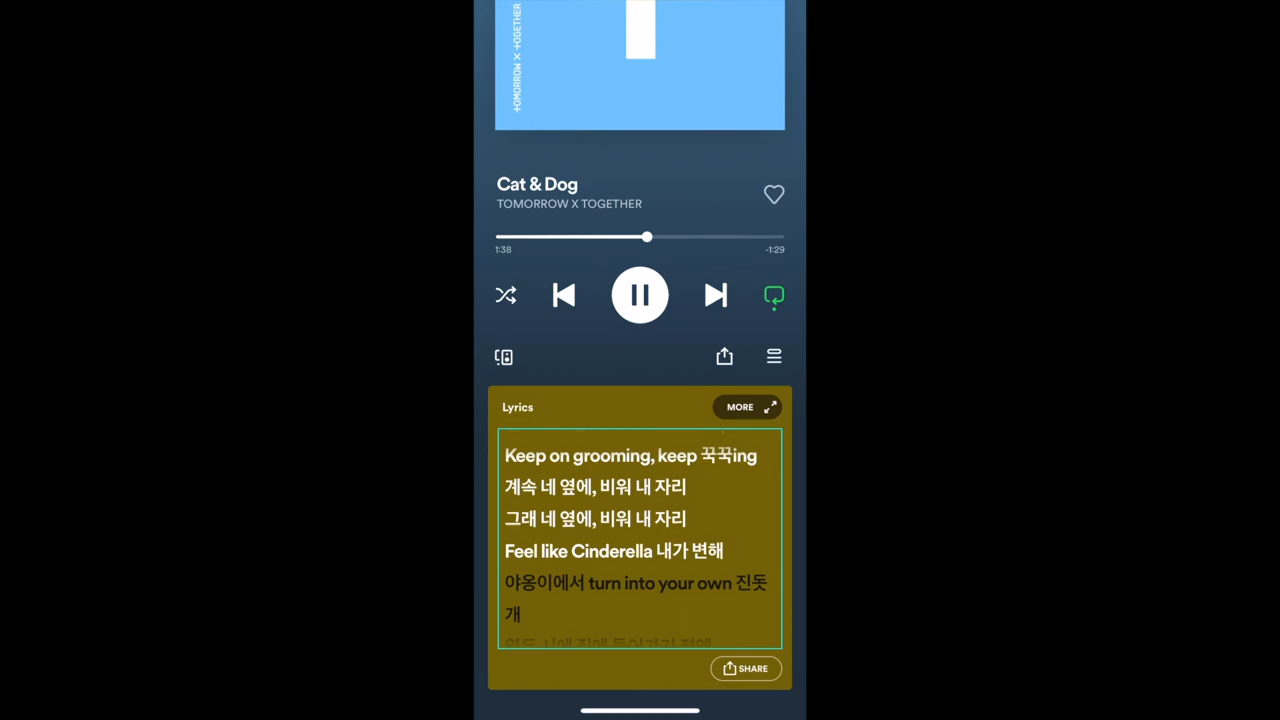 TOMORROW X TOGETHER
Cat & Dog
TOMORROW X TOGETHER
1:38
-1:29
Lyrics
MORE
Keep on grooming, keep 꾹꾹ing
계속 네 옆에, 비워 내 자리
그래 네 옆에, 비워 내 자리
Feel like Cinderella 내가 변해
야옹이에서 turn into your own 진돗
개
SHARE